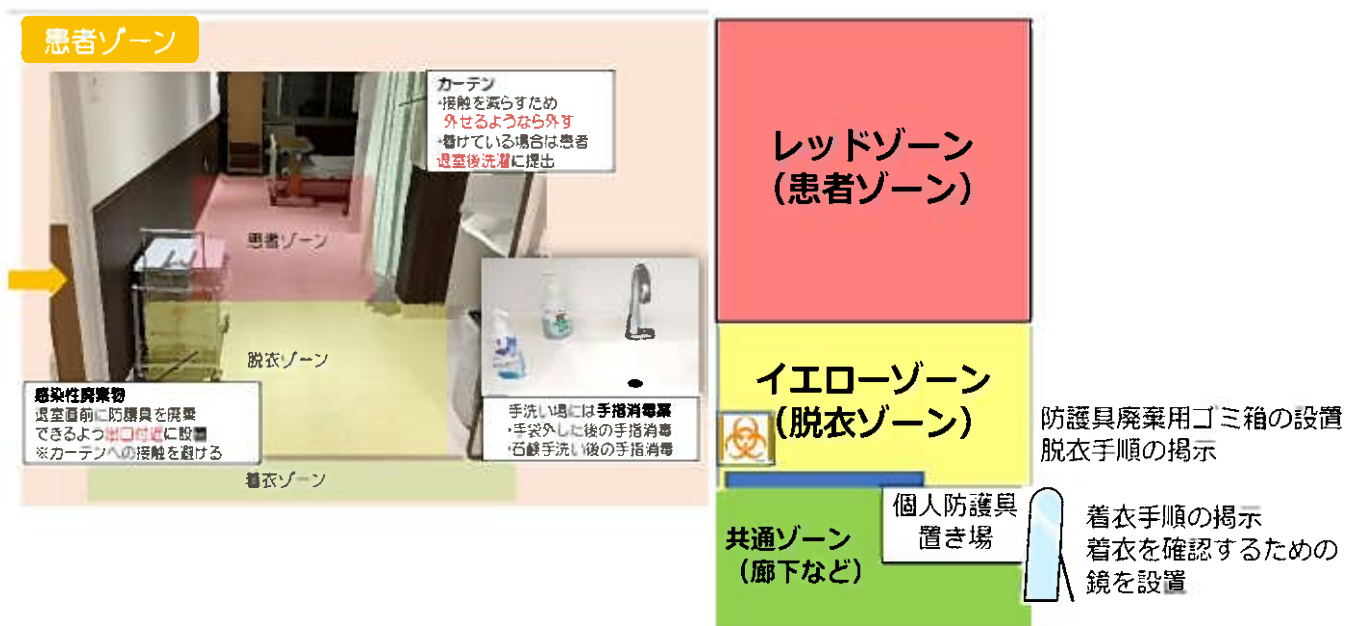 患者ゾーン
カーテン
・接触を減らすため
外せるようなら外す
・着けている場合は患者
退室後洗濯に提出
患者ゾーン
脱衣ゾーン
感染性廃棄物
退室直前に防護具を廃棄
できるよう出口付近に設置
※カーテンへの接触を避ける
手洗い場には手指消毒薬
・手袋外した後の手指消毒
・石鹸手洗い後の手指消毒
着衣ゾーン
レッドゾーン
（患者ゾーン）
イエローゾーン
（脱衣ゾーン）
防護具廃棄用ゴミ箱の設置
脱衣手順の掲示
個人防護具
置き場
共通ゾーン
（廊下など）
着衣手順の掲示
着衣を確認するための
鏡を設置